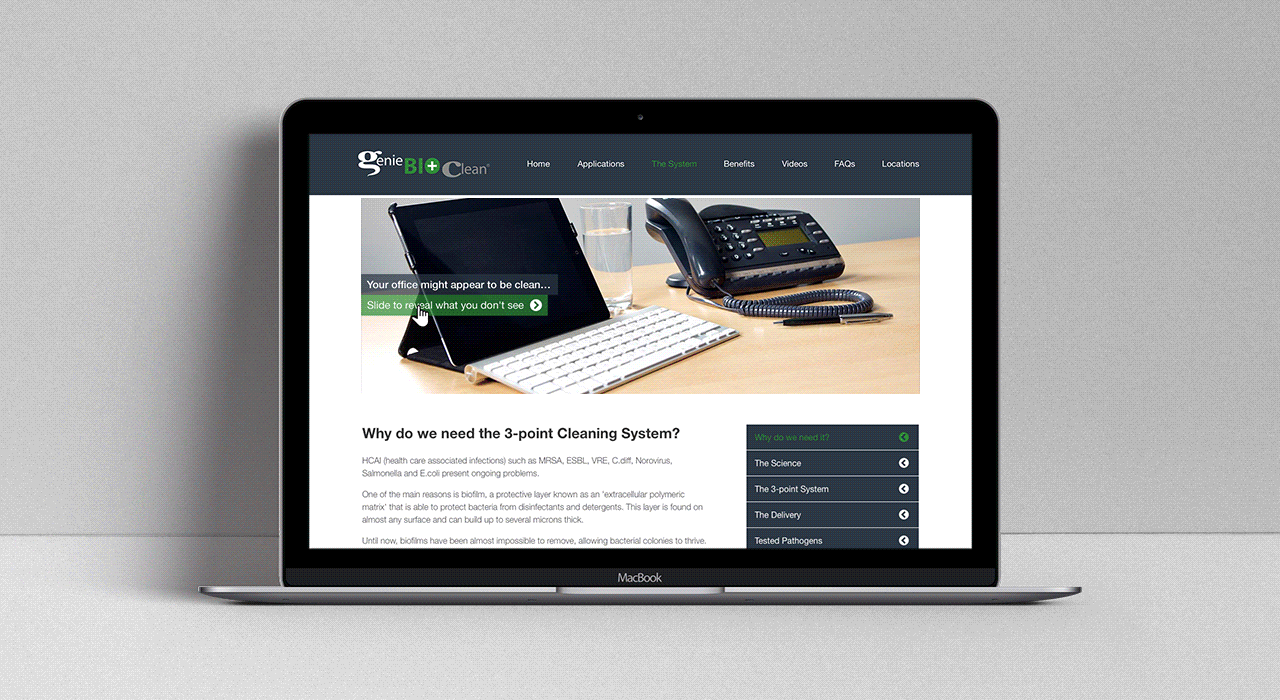 genie BIO Clean®
Home Applications The System Benefits Videos FAQs Locations
Your office might appear to be clean...
Slide to reveal what you don't see
Why do we need the 3-point Cleaning System?
HCAI (health care associated infections) such as MRSA, ESBL, VRE, C.diff, Norovirus,
Salmonella and E.coli present ongoing problems.
One of the main reasons is biofilm, a protective layer known as an 'extracellular polymeric
matrix' that is able to protect bacteria from disinfectants and detergents. This layer is found on
almost any surface and can build up to several microns thick.
Until now, biofilms have been almost impossible to remove, allowing bacterial colonies to thrive.
Why do we need it?
The Science
The 3-point System
The Delivery
Tested Pathogens
MacBook